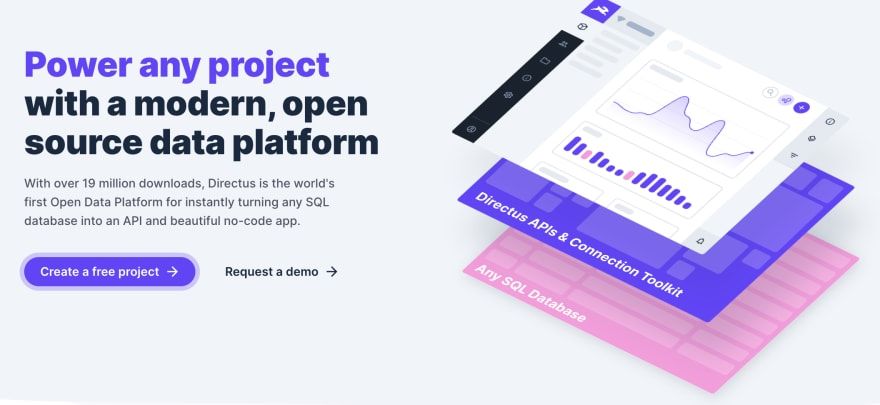 Power any project
with a modern, open
source data platform
With over 19 million downloads, Directus is the world's
first Open Data Platform for instantly turning any SQL
database into an API and beautiful no-code app.
Create a free project →
Request a demo →
Directus APIs & Connection Toolkit
Any SQL Database